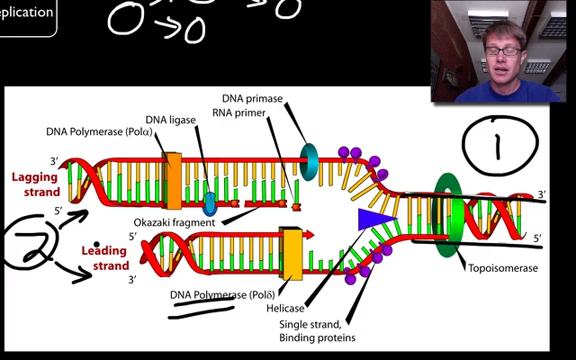 eplication
DNA primase
RNA primer
DNA ligase
DNA Polymerase (Polα)
3'
3'
Lagging
strand
5'
Okazaki fragment
1
2
5'
5'
Leading
strand
3'
DNA Polymerase (Polδ)
Helicase
Single strand,
Binding proteins
Topoisomerase